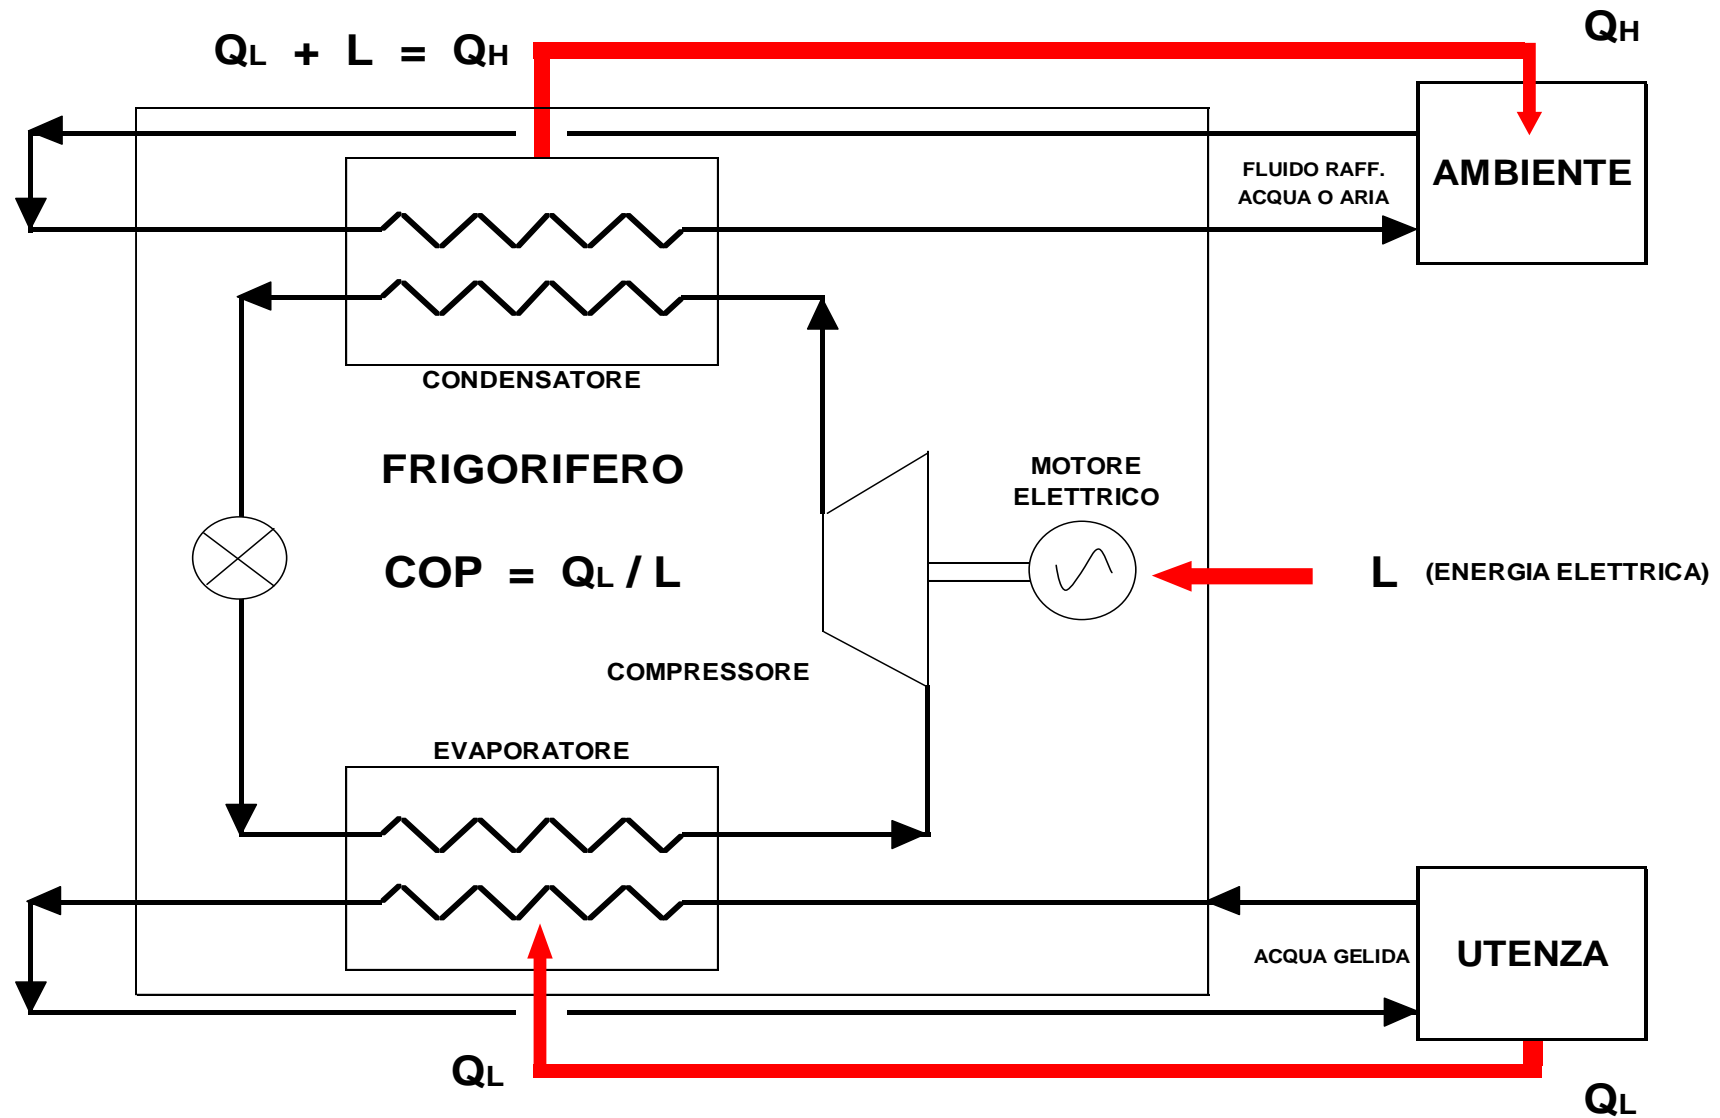 QH
QL + L = QH
FLUIDO RAFF.
ACQUA O ARIA
AMBIENTE
CONDENSATORE
FRIGORIFERO
MOTORE
ELETTRICO
COP = QL / L
L (ENERGIA ELETTRICA)
COMPRESSORE
EVAPORATORE
ACQUA GELIDA
UTENZA
QL
QL